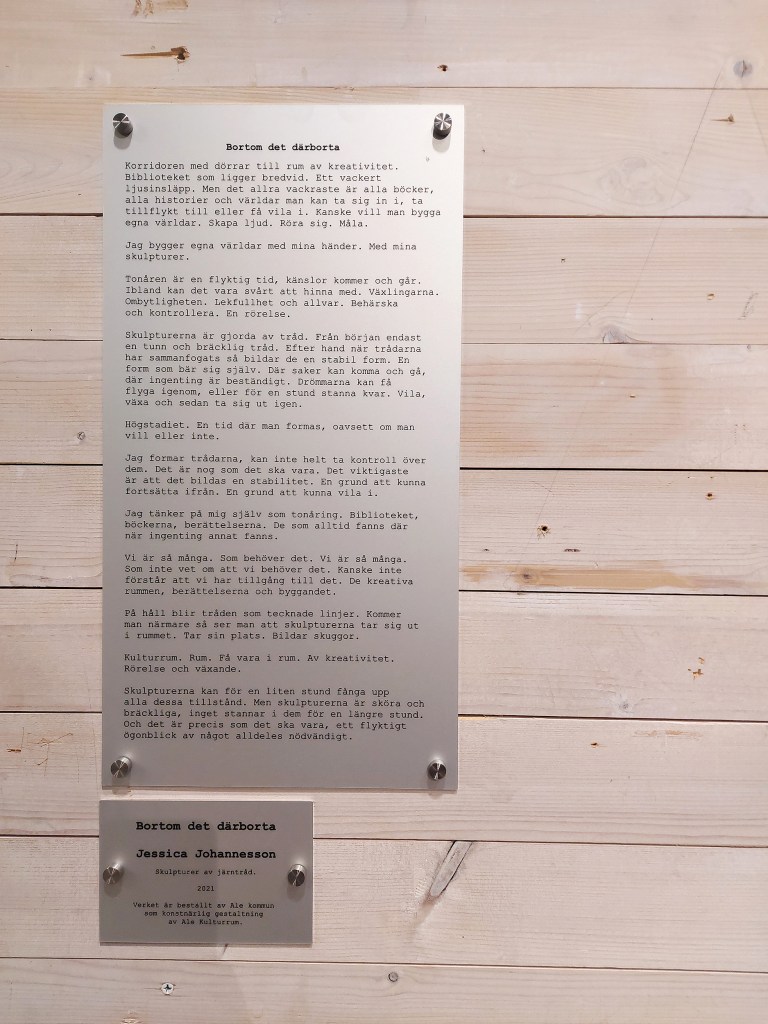 Bortom det därborta
Korridoren med dörrar till rum av kreativitet.
Biblioteket som ligger bredvid. Ett vackert
ljusinsläpp. Men det allra vackraste är alla böcker,
alla historier och världar man kan ta sig in i, ta
tillflykt till eller få vila i. Kanske vill man bygga
egna världar. Skapa ljud. Röra sig. Måla.
Jag bygger egna världar med mina händer. Med mina
skulpturer.
Tonåren är en flyktig tid, känslor kommer och går.
Ibland kan det vara svårt att hinna med. Växlingarna.
Ombytligheten. Lekfullhet och allvar. Behärska
och kontrollera. En rörelse.
Skulpturerna är gjorda av tråd. Från början endast
en tunn och bräcklig tråd. Efter hand när trådarna
har sammanfogats så bildar de en stabil form. En
form som bär sig själv. Där saker kan komma och gå,
där ingenting är beständigt. Drömmarna kan få
flyga igenom, eller för en stund stanna kvar. Vila,
växa och sedan ta sig ut igen.
Högstadiet. En tid där man formas, oavsett om man
vill eller inte.
Jag formar trådarna, kan inte helt ta kontroll över
dem. Det är nog som det ska vara. Det viktigaste
är att det bildas en stabilitet. En grund att kunna
fortsätta ifrån. En grund att kunna vila i.
Jag tänker på mig själv som tonåring. Biblioteket,
böckerna, berättelserna. De som alltid fanns där
när ingenting annat fanns.
Vi är så många. Som behöver det. Vi är så många.
Som inte vet om att vi behöver det. Kanske inte
förstår att vi har tillgång till det. De kreativa
rummen, berättelserna och byggandet.
På håll blir tråden som tecknade linjer. Kommer
man närmare så ser man att skulpturerna tar sig ut
i rummet. Tar sin plats. Bildar skuggor.
Kulturrum. Rum. Få vara i rum. Av kreativitet.
Rörelse och växande.
Skulpturerna kan för en liten stund fånga upp
alla dessa tillstånd. Men skulpturerna är sköra och
bräckliga, inget stannar i dem för en längre stund.
Och det är precis som det ska vara, ett flyktigt
ögonblick av något alldeles nödvändigt.
Bortom det därborta
Jessica Johannesson
Skulpturer av järntråd.
2021
Verket är beställt av Ale kommun
som konstnärlig gestaltning
av Ale Kulturrum.